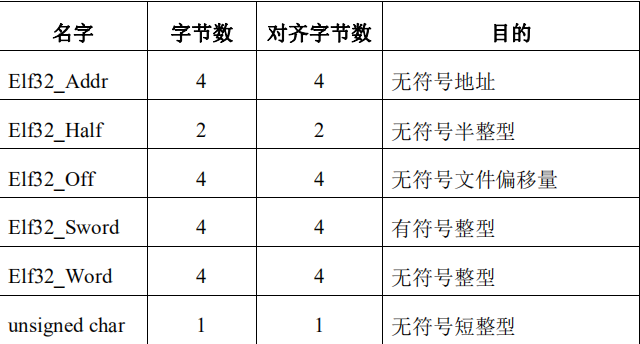 名字 字节数 对齐字节数 目的
Elf32_Addr 4 4 无符号地址
Elf32_Half 2 2 无符号半整型
Elf32_Off 4 4 无符号文件偏移量
Elf32_Sword 4 4 有符号整型
Elf32_Word 4 4 无符号整型
unsigned char 1 1 无符号短整型